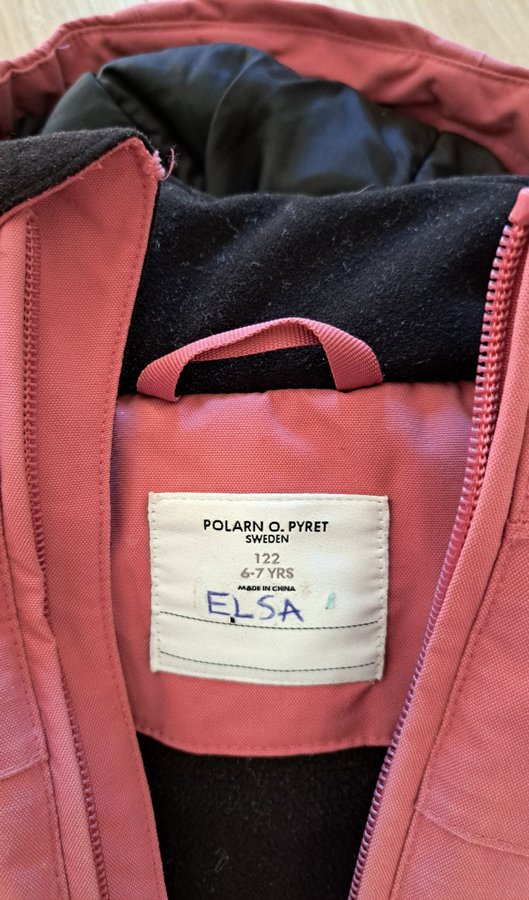 POLARN O. PYRET
SWEDEN
122
6-7 YRS
MADE IN CHINA
ELSA